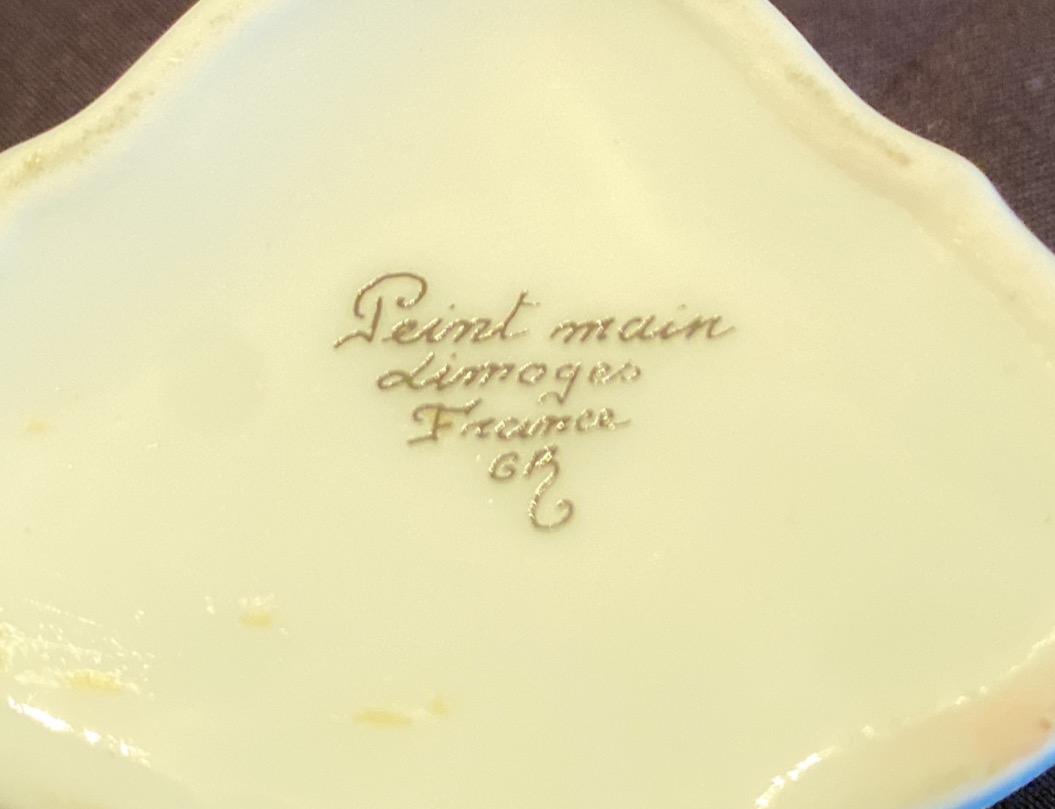 Peint main
Limoges
France
GR